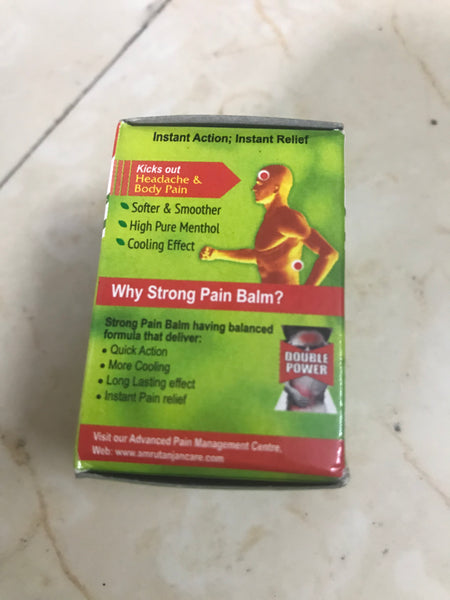 Instant Action; Instant Relief
Kicks out
Headache &
Body Pain
Softer & Smoother
High Pure Menthol
Cooling Effect
Why Strong Pain Balm?
Strong Pain Balm having balanced
formula that deliver:
• Quick Action
• More Cooling
• Long Lasting effect
• Instant Pain relief
DOUBLE
POWER
Visit our Advanced Pain Management Centre,
Web: www.amrutanjancare.com